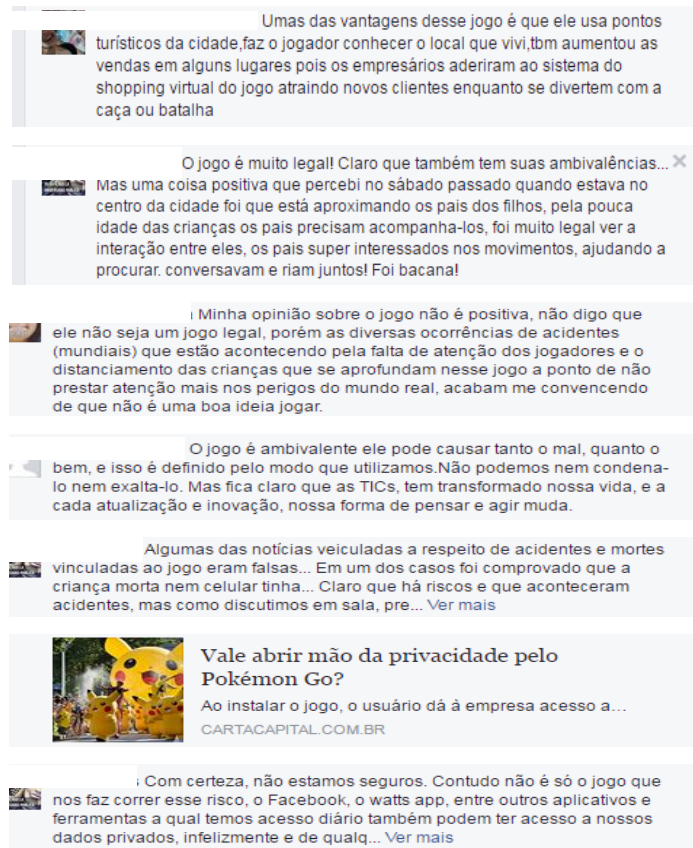 Umas das vantagens desse jogo é que ele usa pontos
turísticos da cidade,faz o jogador conhecer o local que vivi,tbm aumentou as
vendas em alguns lugares pois os empresários aderiram ao sistema do
shopping virtual do jogo atraindo novos clientes enquanto se divertem com a
caça ou batalha
O jogo é muito legal! Claro que também tem suas ambivalências...
Mas uma coisa positiva que percebi no sábado passado quando estava no
centro da cidade foi que está aproximando os pais dos filhos, pela pouca
idade das crianças os pais precisam acompanha-los, foi muito legal ver a
interação entre eles, os pais super interessados nos movimentos, ajudando a
procurar. conversavam e riam juntos! Foi bacana!
Minha opinião sobre o jogo não é positiva, não digo que
ele não seja um jogo legal, porém as diversas ocorrências de acidentes
(mundiais) que estão acontecendo pela falta de atenção dos jogadores e o
distanciamento das crianças que se aprofundam nesse jogo a ponto de não
prestar atenção mais nos perigos do mundo real, acabam me convencendo
de que não é uma boa ideia jogar.
O jogo é ambivalente ele pode causar tanto o mal, quanto o
bem, e isso é definido pelo modo que utilizamos.Não podemos nem condena-
lo nem exalta-lo. Mas fica claro que as TICs, tem transformado nossa vida, e a
cada atualização e inovação, nossa forma de pensar e agir muda.
Algumas das notícias veiculadas a respeito de acidentes e mortes
vinculadas ao jogo eram falsas... Em um dos casos foi comprovado que a
criança morta nem celular tinha... Claro que há riscos e que aconteceram
acidentes, mas como discutimos em sala, pre... Ver mais
Vale abrir mão da privacidade pelo
Pokémon Go?
Ao instalar o jogo, o usuário dá à empresa acesso a...
CARTACAPITAL.COM.BR
Com certeza, não estamos seguros. Contudo não é só o jogo que
nos faz correr esse risco, o Facebook, o watts app, entre outros aplicativos e
ferramentas a qual temos acesso diário também podem ter acesso a nossos
dados privados, infelizmente e de qualq... Ver mais